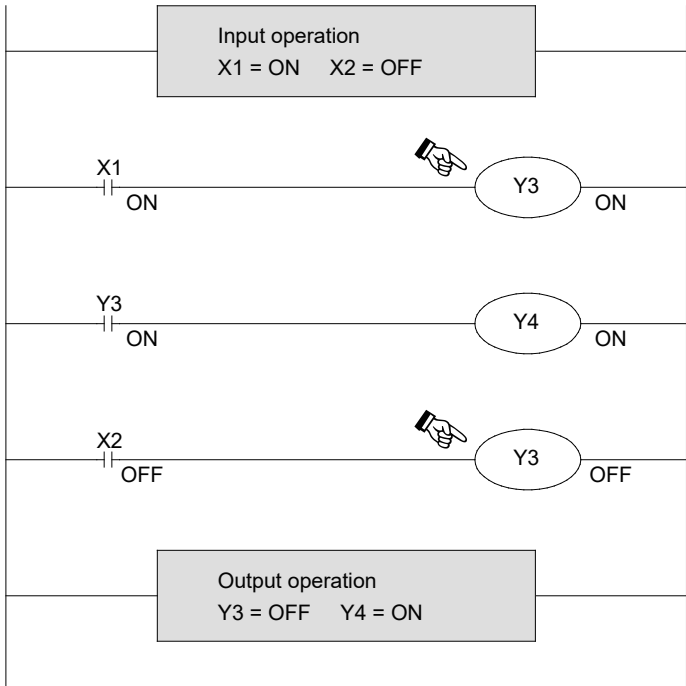 Input operation
X1 = ON X2 = OFF
X1
ON
Y3
ON
Y3
ON
Y4
ON
X2
OFF
Y3
OFF
Output operation
Y3 = OFF Y4 = ON